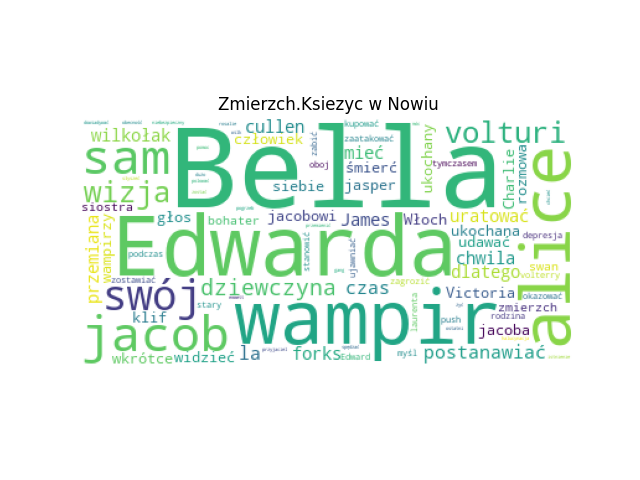 Zmierzch.Ksiezyc w Nowiu
wilkołak
sam
wizja
siostra
przemiana
wampirzy
Bella
cullen
człowiek
siebie
zabić
oboj
kupować
zaatakować
mieć
śmierć
jasper
ukochany
volturi
tymczasem
Charlie
rozmowa
alice
Edwarda
głos
bohater
jacobowi
James
Włoch
uratować
ukochana
udawać
depresja
podczas
stanowić
ujawniać
chwila
dlatego
swan
volterry
zostawiać
swój
dziewczyna
czas
zagrozić
Victoria
okazować
zmierzch
rodzina
klif
stary
wampir
laurenta
push
jacoba
jacob
wkrótce
widzieć
la
forks
Edward
myśl
postanawiać